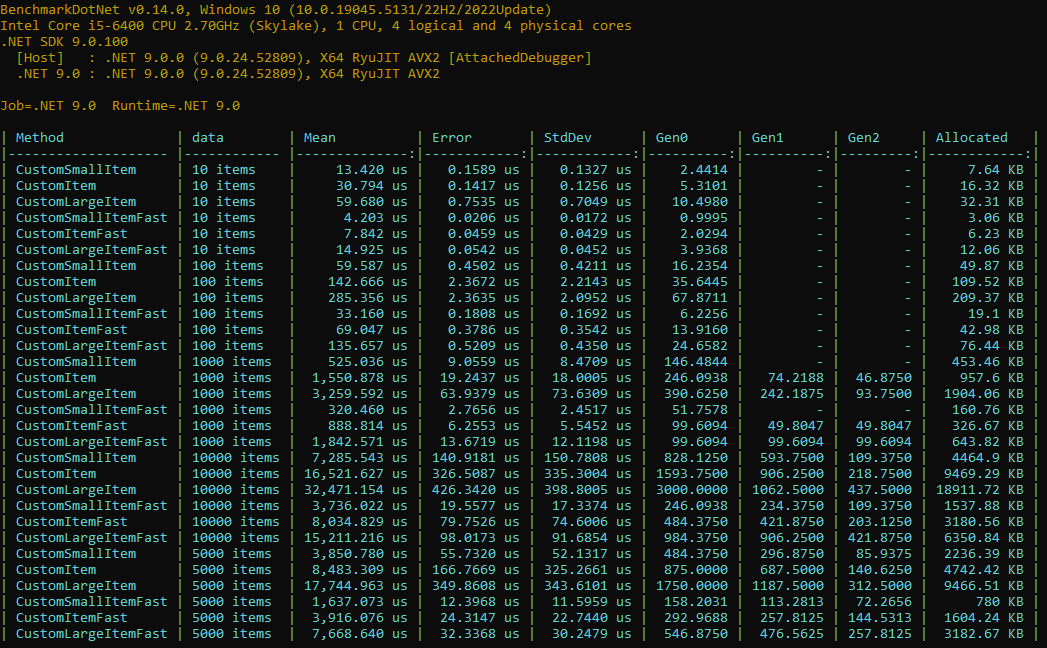 BenchmarkDotNet v0.14.0, Windows 10 (10.0.19045.5131/22H2/2022Update)
Intel Core i5-6400 CPU 2.70GHz (Skylake), 1 CPU, 4 logical and 4 physical cores
.NET SDK 9.0.100
  [Host]   : .NET 9.0.0 (9.0.24.52809), X64 RyuJIT AVX2 [AttachedDebugger]
  .NET 9.0 : .NET 9.0.0 (9.0.24.52809), X64 RyuJIT AVX2
Job=.NET 9.0  Runtime=.NET 9.0
| Method              | data        | Mean          | Error       | StdDev      | Gen0      | Gen1      | Gen2     | Allocated   |
|-------------------- |------------ |--------------:|------------:|------------:|----------:|----------:|---------:|------------:|
| CustomSmallItem     | 10 items    |     13.420 us |   0.1589 us |   0.1327 us |    2.4414 |         - |        - |     7.64 KB |
| CustomItem          | 10 items    |     30.794 us |   0.1417 us |   0.1256 us |    5.3101 |         - |        - |    16.32 KB |
| CustomLargeItem     | 10 items    |     59.680 us |   0.7535 us |   0.7049 us |   10.4980 |         - |        - |    32.31 KB |
| CustomSmallItemFast | 10 items    |      4.203 us |   0.0206 us |   0.0172 us |    0.9995 |         - |        - |     3.06 KB |
| CustomItemFast      | 10 items    |      7.842 us |   0.0459 us |   0.0429 us |    2.0294 |         - |        - |     6.23 KB |
| CustomLargeItemFast | 10 items    |     14.925 us |   0.0542 us |   0.0452 us |    3.9368 |         - |        - |    12.06 KB |
| CustomSmallItem     | 100 items   |     59.587 us |   0.4502 us |   0.4211 us |   16.2354 |         - |        - |    49.87 KB |
| CustomItem          | 100 items   |    142.666 us |   2.3672 us |   2.2143 us |   35.6445 |         - |        - |   109.52 KB |
| CustomLargeItem     | 100 items   |    285.356 us |   2.3635 us |   2.0952 us |   67.8711 |         - |        - |   209.37 KB |
| CustomSmallItemFast | 100 items   |     33.160 us |   0.1808 us |   0.1692 us |    6.2256 |         - |        - |     19.1 KB |
| CustomItemFast      | 100 items   |     69.047 us |   0.3786 us |   0.3542 us |   13.9160 |         - |        - |    42.98 KB |
| CustomLargeItemFast | 100 items   |    135.657 us |   0.5209 us |   0.4350 us |   24.6582 |         - |        - |    76.44 KB |
| CustomSmallItem     | 1000 items  |    525.036 us |   9.0559 us |   8.4709 us |  146.4844 |         - |        - |   453.46 KB |
| CustomItem          | 1000 items  |  1,550.878 us |  19.2437 us |  18.0005 us |  246.0938 |   74.2188 |  46.8750 |    957.6 KB |
| CustomLargeItem     | 1000 items  |  3,259.592 us |  63.9379 us |  73.6309 us |  390.6250 |  242.1875 |  93.7500 |  1904.06 KB |
| CustomSmallItemFast | 1000 items  |    320.460 us |   2.7656 us |   2.4517 us |   51.7578 |         - |        - |   160.76 KB |
| CustomItemFast      | 1000 items  |    888.814 us |   6.2553 us |   5.5452 us |   99.6094 |   49.8047 |  49.8047 |   326.67 KB |
| CustomLargeItemFast | 1000 items  |  1,842.571 us |  13.6719 us |  12.1198 us |   99.6094 |   99.6094 |  99.6094 |   643.82 KB |
| CustomSmallItem     | 10000 items |  7,285.543 us | 140.9181 us | 150.7808 us |  828.1250 |  593.7500 | 109.3750 |   4464.9 KB |
| CustomItem          | 10000 items | 16,521.627 us | 326.5087 us | 335.3004 us | 1593.7500 |  906.2500 | 218.7500 |  9469.29 KB |
| CustomLargeItem     | 10000 items | 32,471.154 us | 426.3420 us | 398.8005 us | 3000.0000 | 1062.5000 | 437.5000 | 18911.72 KB |
| CustomSmallItemFast | 10000 items |  3,736.022 us |  19.5577 us |  17.3374 us |  246.0938 |  234.3750 | 109.3750 |  1537.88 KB |
| CustomItemFast      | 10000 items |  8,034.829 us |  79.7526 us |  74.6006 us |  484.3750 |  421.8750 | 203.1250 |  3180.56 KB |
| CustomLargeItemFast | 10000 items | 15,211.216 us |  98.0173 us |  91.6854 us |  984.3750 |  906.2500 | 421.8750 |  6350.84 KB |
| CustomSmallItem     | 5000 items  |  3,850.780 us |  55.7320 us |  52.1317 us |  484.3750 |  296.8750 |  85.9375 |  2236.39 KB |
| CustomItem          | 5000 items  |  8,483.309 us | 166.7669 us | 325.2661 us |  875.0000 |  687.5000 | 140.6250 |  4742.42 KB |
| CustomLargeItem     | 5000 items  | 17,744.963 us | 349.8608 us | 343.6101 us | 1750.0000 | 1187.5000 | 312.5000 |  9466.51 KB |
| CustomSmallItemFast | 5000 items  |  1,637.073 us |  12.3968 us |  11.5959 us |  158.2031 |  113.2813 |  72.2656 |      780 KB |
| CustomItemFast      | 5000 items  |  3,916.076 us |  24.3147 us |  22.7440 us |  292.9688 |  257.8125 | 144.5313 |  1604.24 KB |
| CustomLargeItemFast | 5000 items  |  7,668.640 us |  32.3368 us |  30.2479 us |  546.8750 |  476.5625 | 257.8125 |  3182.67 KB |